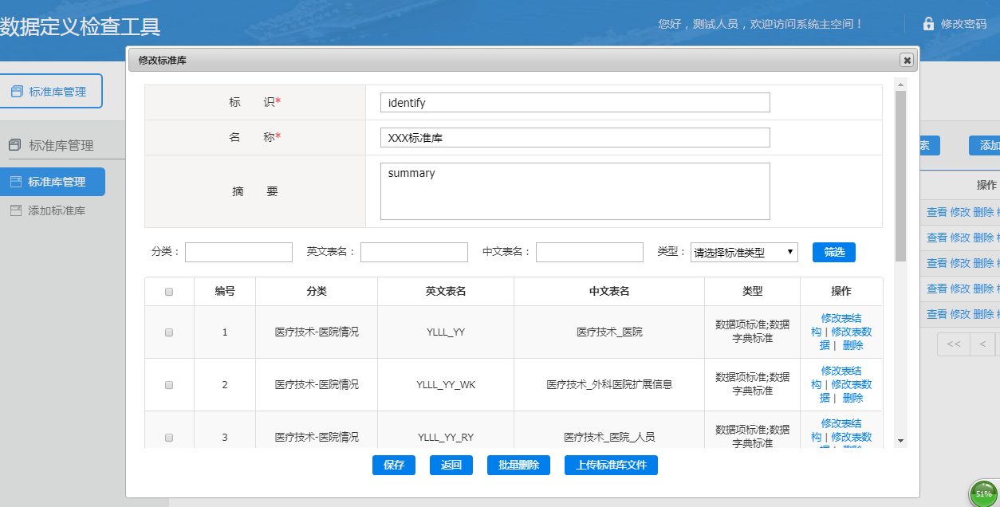 数据定义检查工具
您好，测试人员，欢迎访问系统主空间！
修改密码
修改标准库
标准库管理
标准库管理
标准库管理
添加标准库
标 识* identify
名 称* XXX标准库
摘 要 summary
分类： 英文表名： 中文表名： 类型： 请选择标准类型 筛选
编号 分类 英文表名 中文表名 类型 操作
1 医疗技术-医院情况 YLLL_YY 医疗技术_医院 数据项标准;数据
字典标准
修改表结
构 | 修改表数
据 | 删除
2 医疗技术-医院情况 YLLL_YY_WK 医疗技术_外科医院扩展信息 数据项标准;数据
字典标准
修改表结
构 | 修改表数
据 | 删除
3 医疗技术-医院情况 YLLL_YY_RY 医疗技术_医院_人员 数据项标准;数据
字典标准
修改表结
构 | 修改表数
保存 返回 批量删除 上传标准库文件
索 添加
操作
查看 修改 删除
查看 修改 删除
查看 修改 删除
查看 修改 删除
查看 修改 删除
<< <
51%